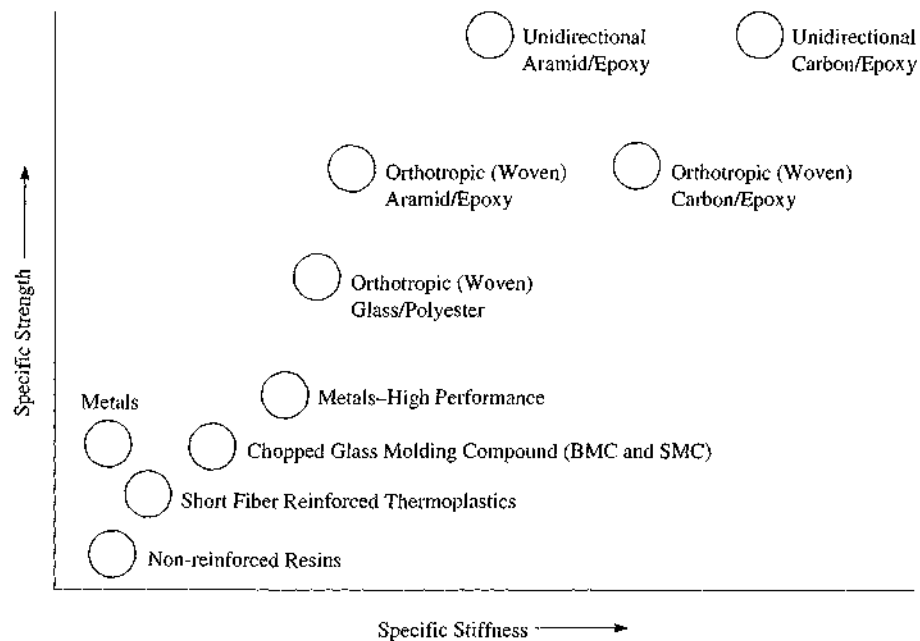 Unidirectional
Aramid/Epoxy
Unidirectional
Carbon/Epoxy
Orthotropic (Woven)
Aramid/Epoxy
Orthotropic (Woven)
Carbon/Epoxy
Orthotropic (Woven)
Glass/Polyester
Specific Strength
Metals–High Performance
Metals
Chopped Glass Molding Compound (BMC and SMC)
Short Fiber Reinforced Thermoplastics
Non-reinforced Resins
Specific Stiffness